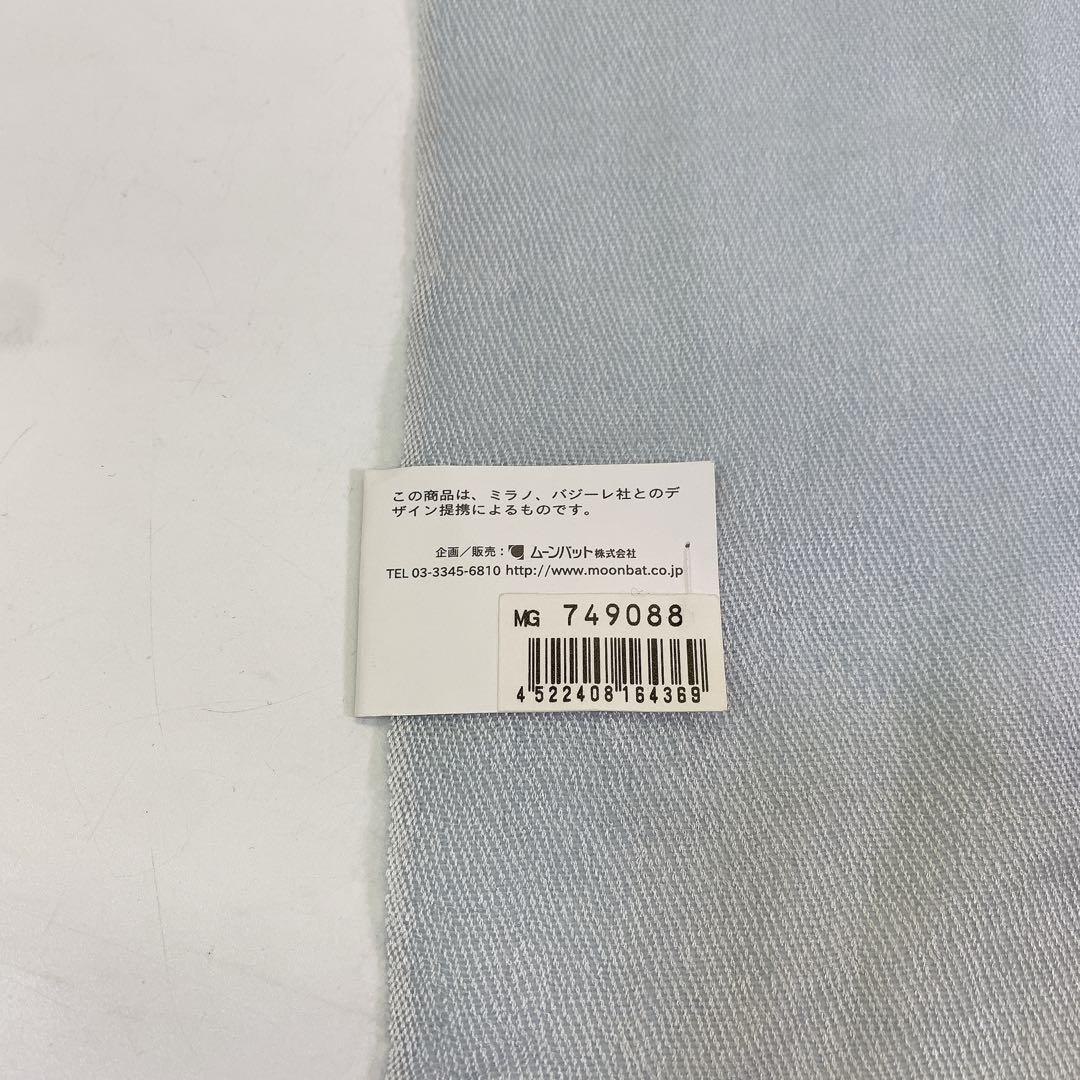 この商品は、ミラノ、バジーレ社とのデ
ザイン提携によるものです。
企画／販売：ムーンバット株式会社
TEL 03-3345-6810 http://www.moonbat.co.jp
MG 749088
4522408164369